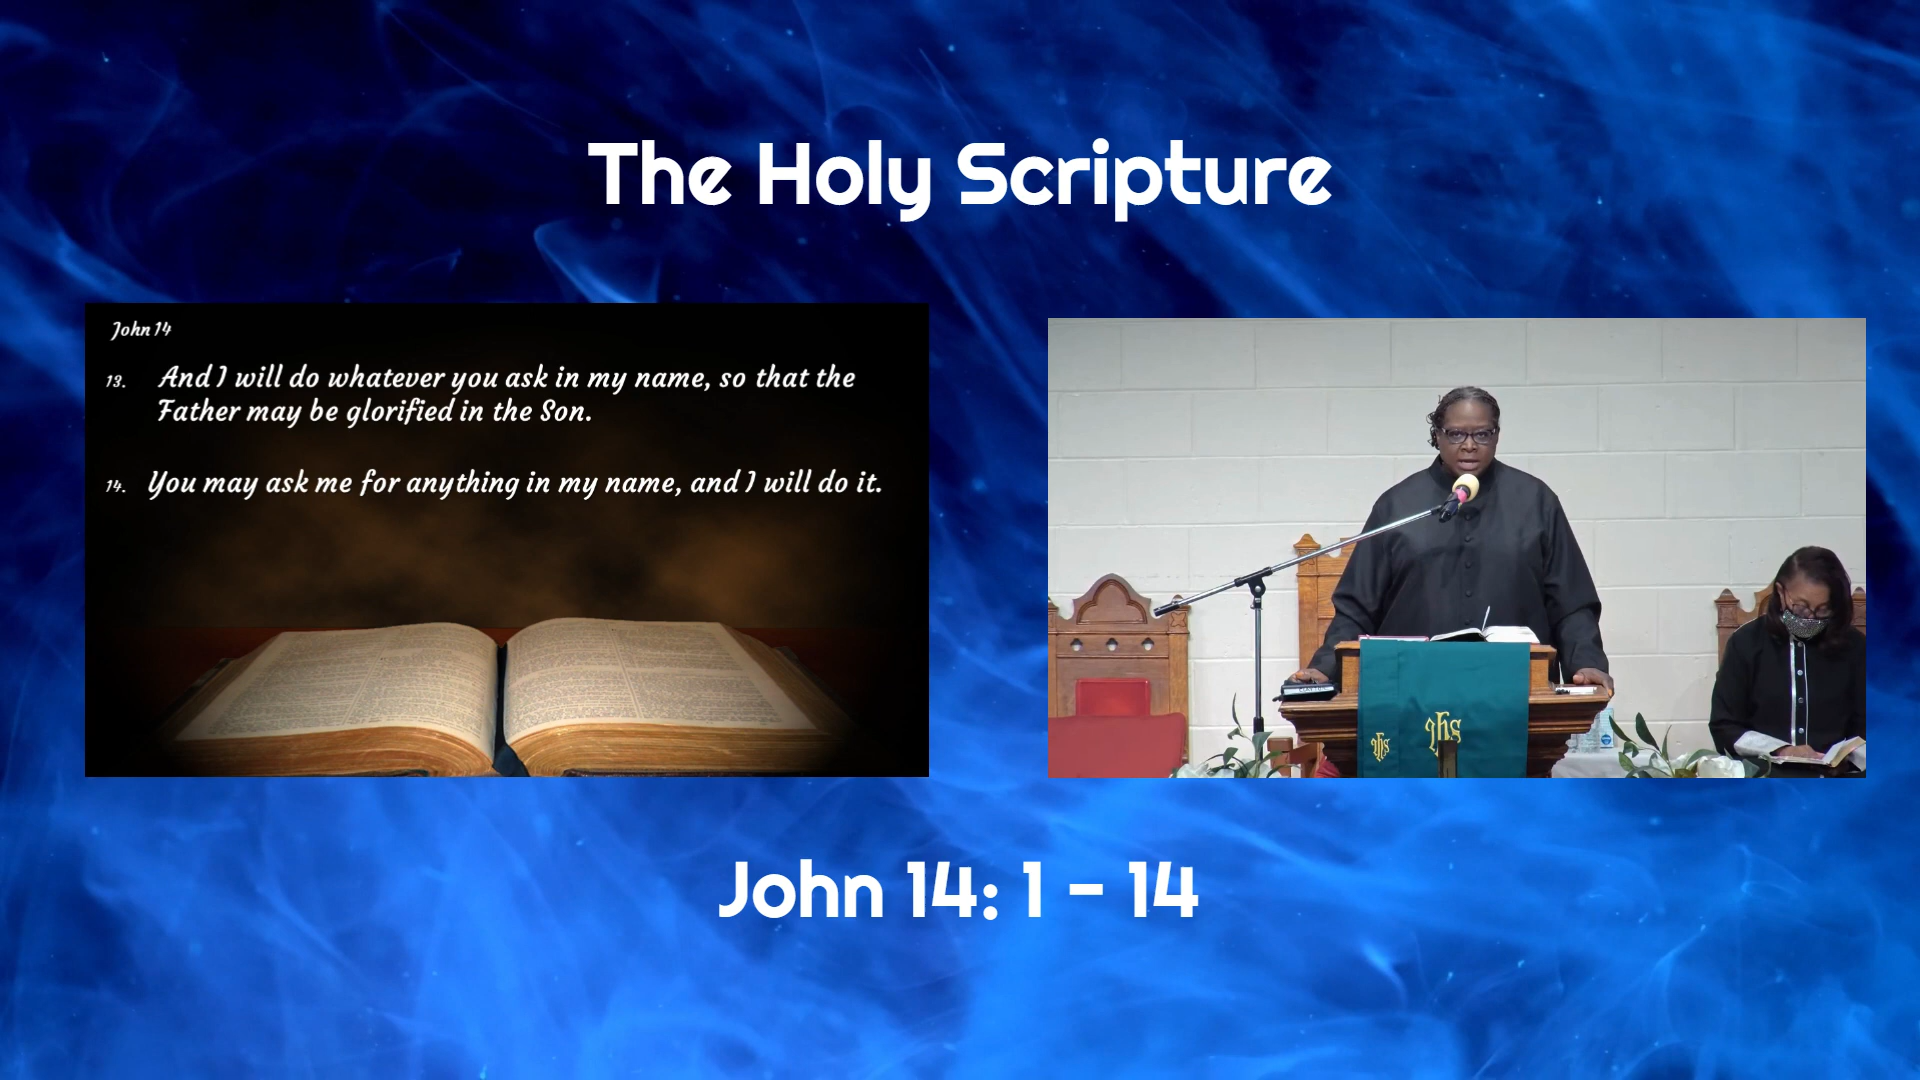 The Holy Scripture
John 14
13. And I will do whatever you ask in my name, so that the
Father may be glorified in the Son.
14. You may ask me for anything in my name, and I will do it.
ihs
ihs
John 14: 1 - 14